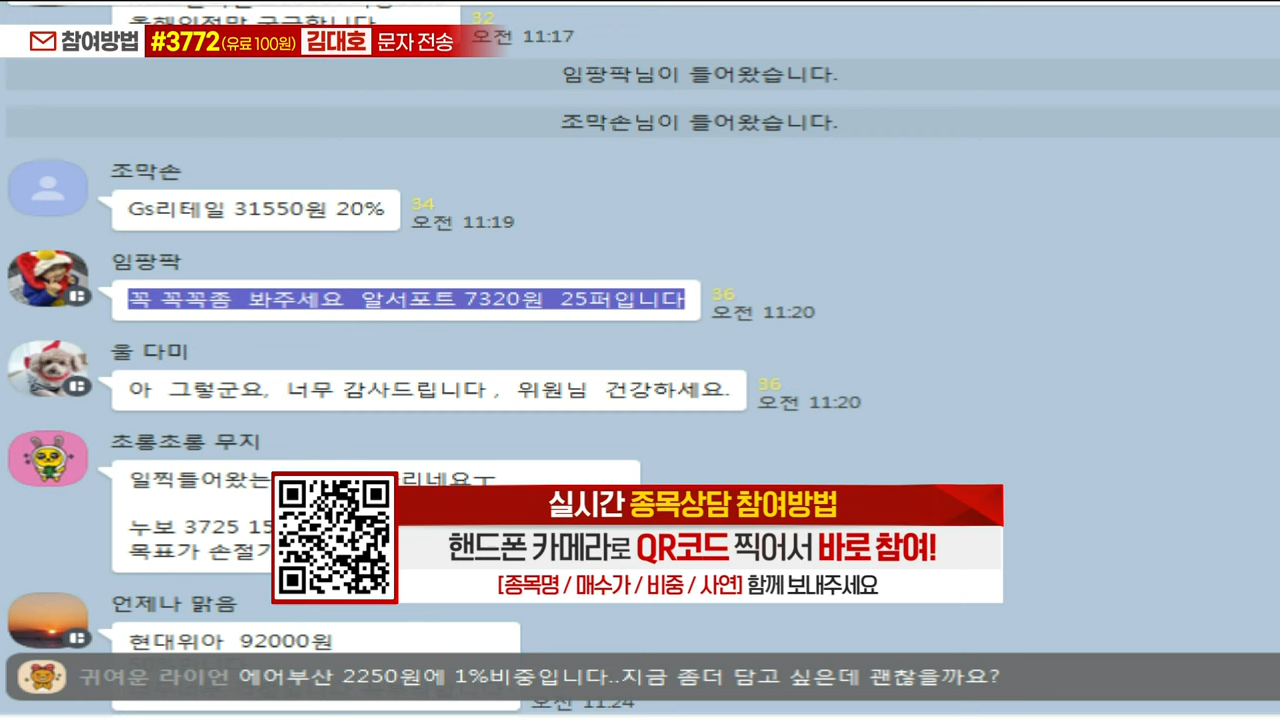 참여방법 #3772 (유료 100원) 김대호 문자 전송
32
오전 11:17
임팡팍님이 들어왔습니다.
조막손님이 들어왔습니다.
조막손
Gs리테일 31550원 20%
34
오전 11:19
임팡팍
꼭 꼭꼭좀 봐주세요 알서포트 7320원 25퍼입니다
36
오전 11:20
울 다미
아 그렇군요, 너무 감사드립니다, 위원님 건강하세요.
36
오전 11:20
초롱초롱 무지
일찍들어왔는
리네요ㅜ
누보 3725 15
목표가 손절가
실시간 종목상담 참여방법
핸드폰 카메라로 QR코드 찍어서 바로 참여!
[종목명 / 매수가 / 비중 / 사연] 함께 보내주세요
언제나 맑음
현대위아 92000원
귀여운 라이언 에어부산 2250원에 1%비중입니다..지금 좀더 담고 싶은데 괜찮을까요?
오전 11:24